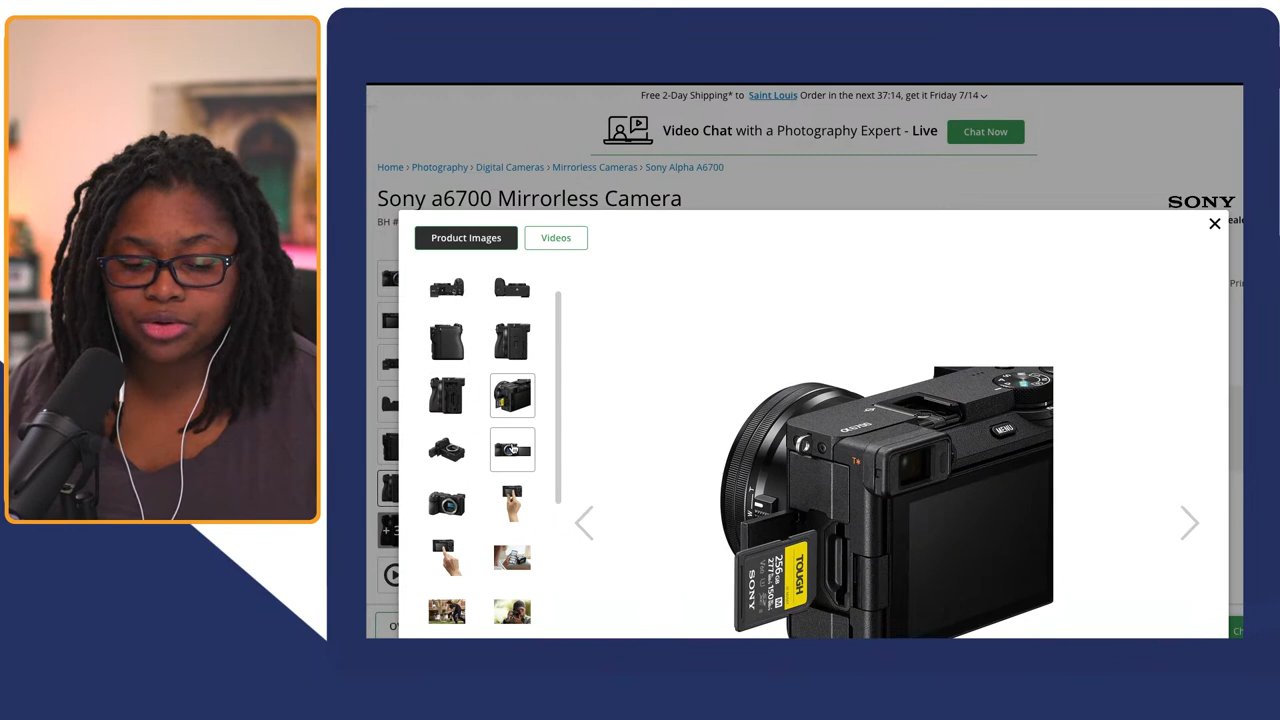 Free 2-Day Shipping* to Saint Louis Order in the next 37:14, get it Friday 7/14
Video Chat with a Photography Expert - Live
Chat Now
Home › Photography › Digital Cameras › Mirrorless Cameras › Sony Alpha A6700
Sony a6700 Mirrorless Camera
SONY
BH #
Product Images
Videos
α6700
MENU
T*
W
T
SONY
TOUGH
256GB